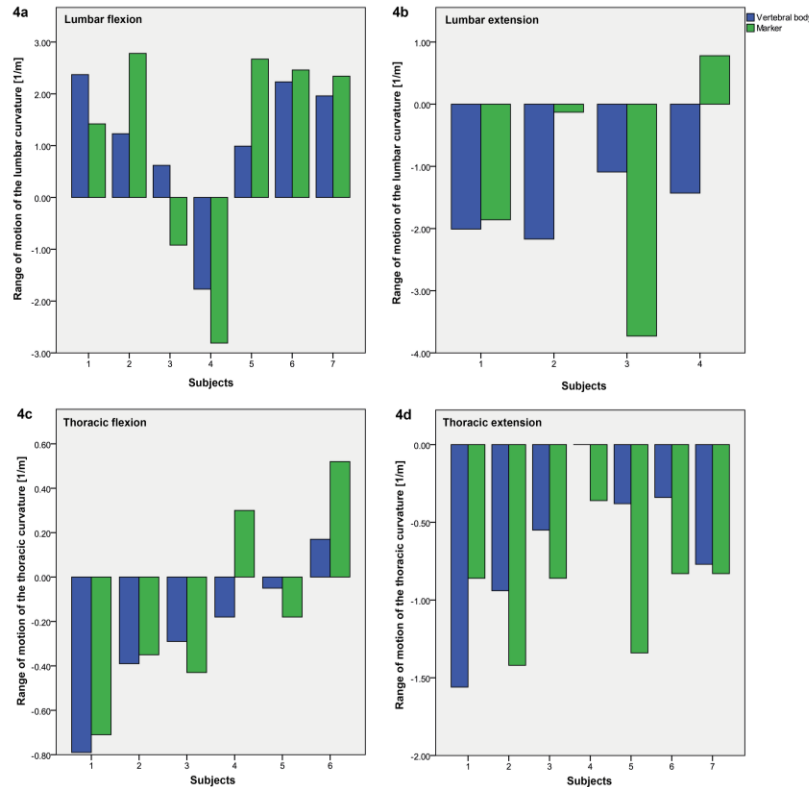 4a
Lumbar flexion
Range of motion of the lumbar curvature [1/m]
3.00
2.00
1.00
0.00
-1.00
-2.00
-3.00
1 2 3 4 5 6 7
Subjects
4b
Lumbar extension
Range of motion of the lumbar curvature [1/m]
1.00
0.00
-1.00
-2.00
-3.00
-4.00
1 2 3 4
Subjects
Vertebral body
Marker
4c
Thoracic flexion
Range of motion of the thoracic curvature [1/m]
0.60
0.40
0.20
0.00
-0.20
-0.40
-0.60
-0.80
1 2 3 4 5 6
Subjects
4d
Thoracic extension
Range of motion of the thoracic curvature [1/m]
0.00
-0.50
-1.00
-1.50
-2.00
1 2 3 4 5 6 7
Subjects